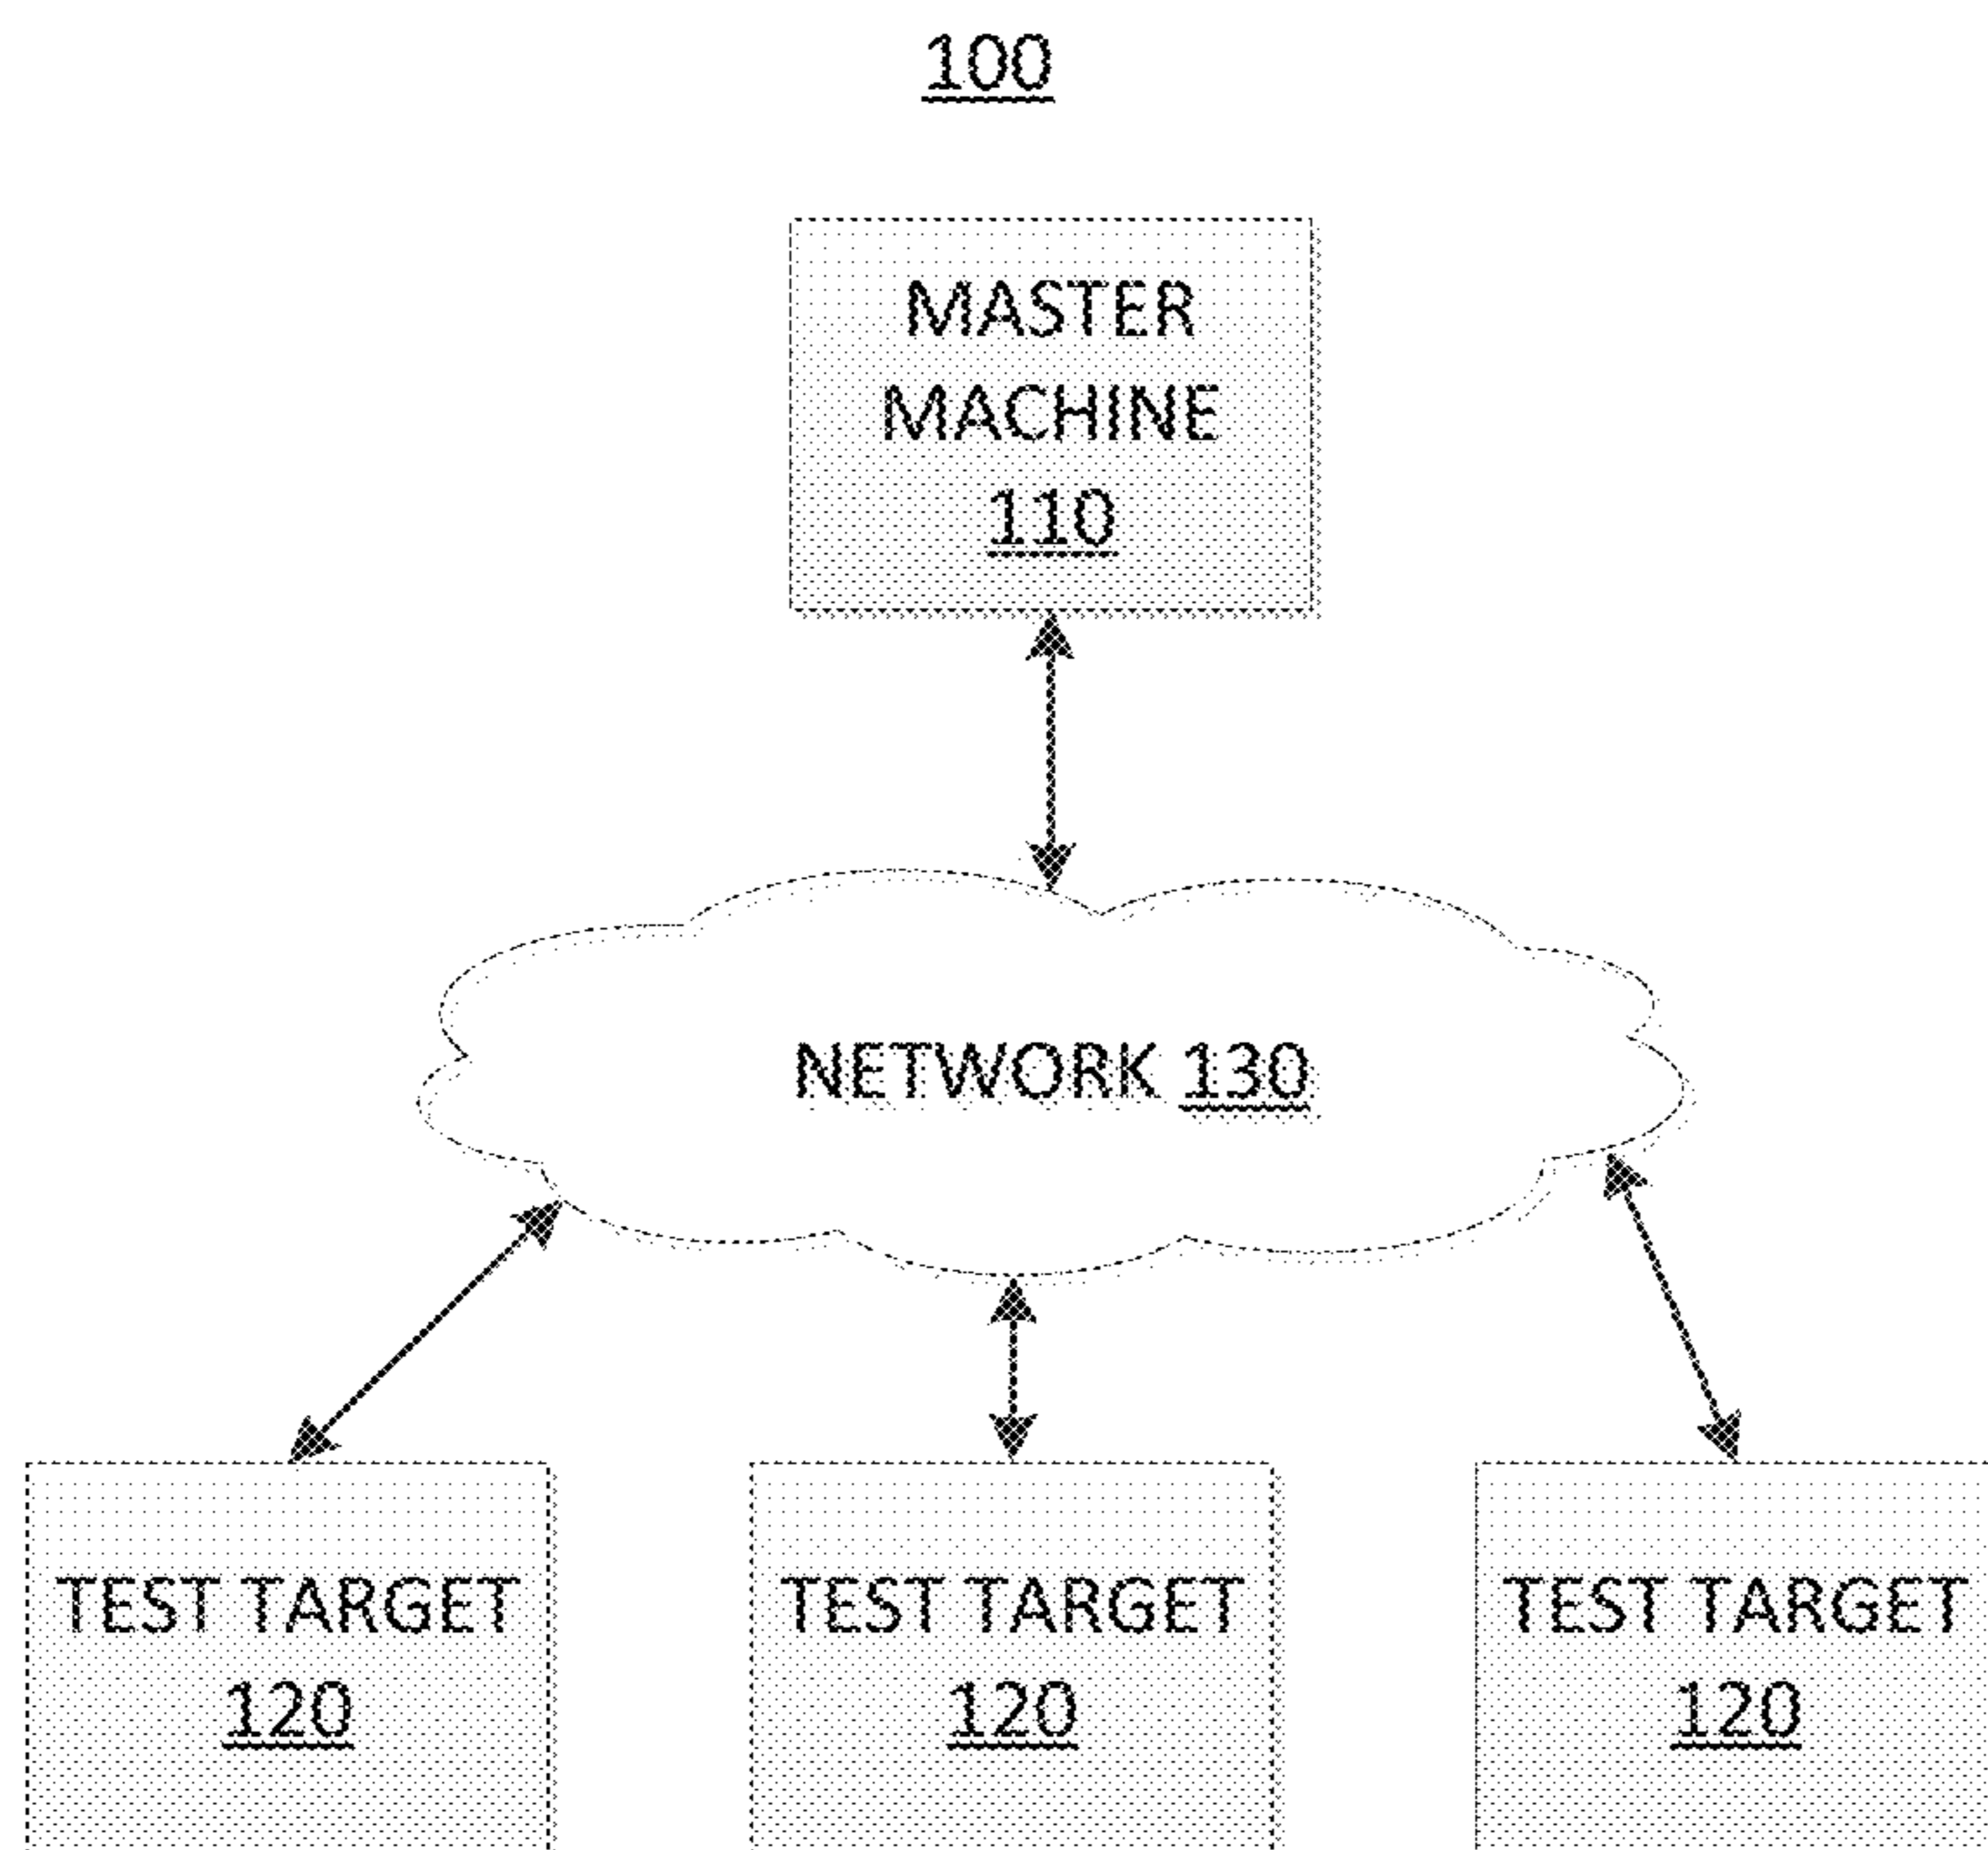 100
MASTER
MACHINE
110
NETWORK 130
TEST TARGET
120
TEST TARGET
120
TEST TARGET
120